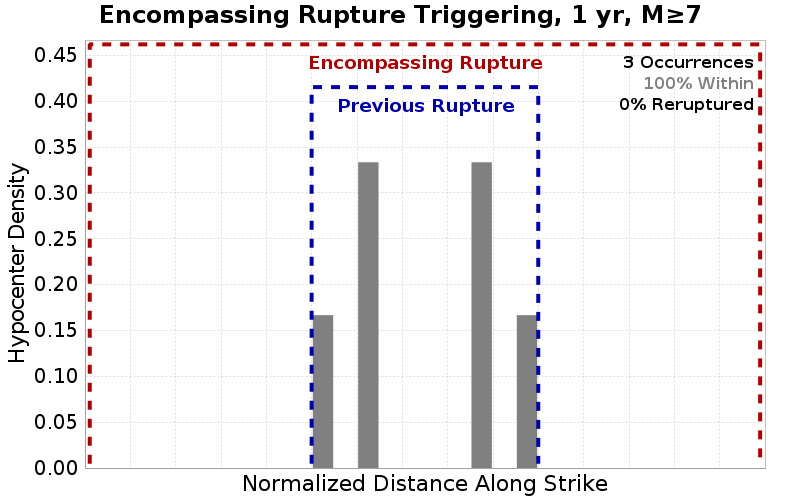 Encompassing Rupture Triggering, 1 yr, M≥7
Encompassing Rupture
Previous Rupture
3 Occurrences
100% Within
0% Reruptured
Hypocenter Density
0.45
0.40
0.35
0.30
0.25
0.20
0.15
0.10
0.05
0.00
Normalized Distance Along Strike